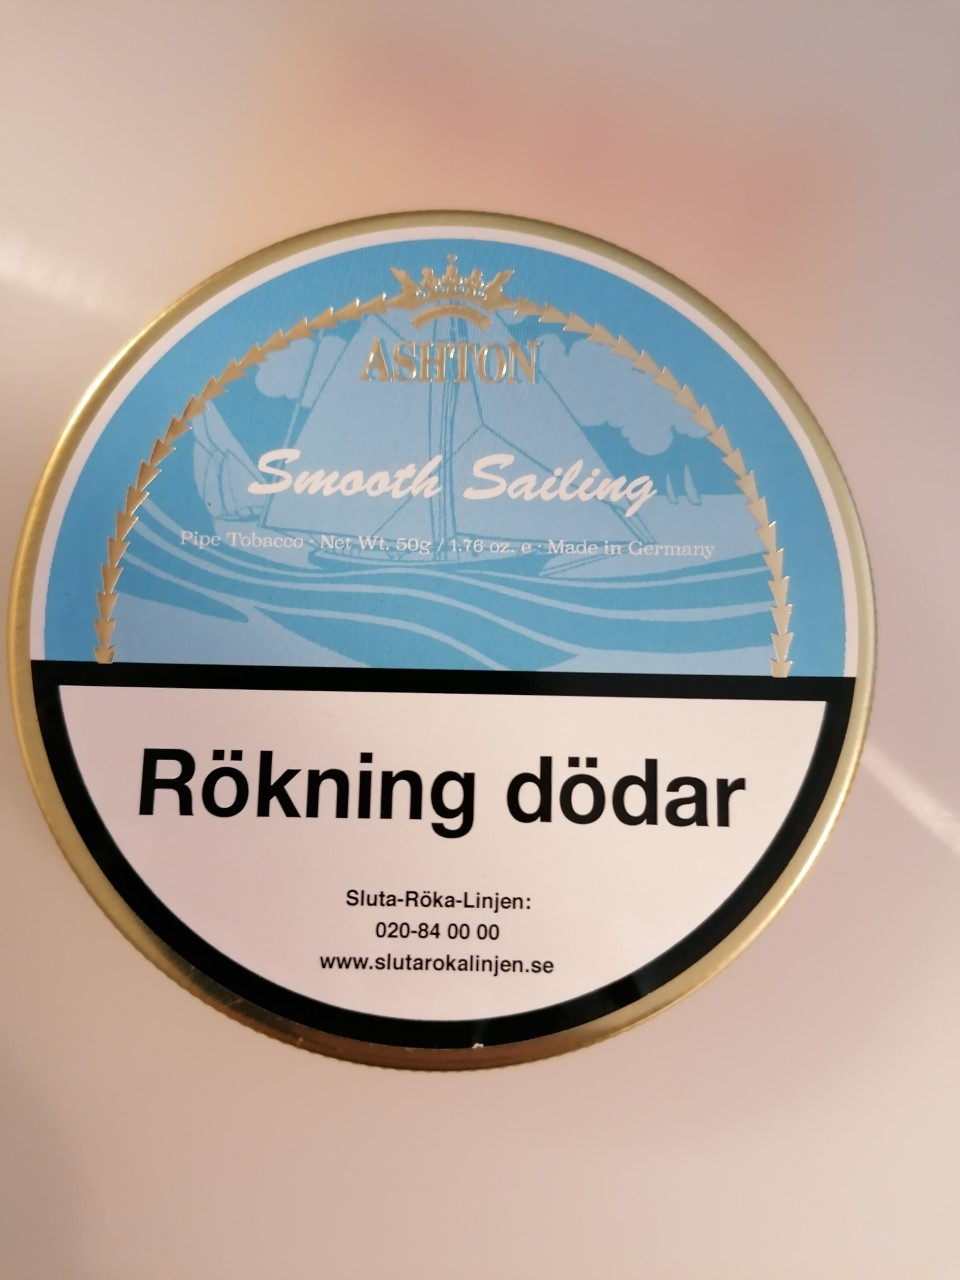 ASHTON
Smooth Sailing
Pipe Tobacco · Net Wt. 50g / 1.76 oz. e · Made in Germany
Rökning dödar
Sluta-Röka-Linjen:
020-84 00 00
www.slutarokalinjen.se